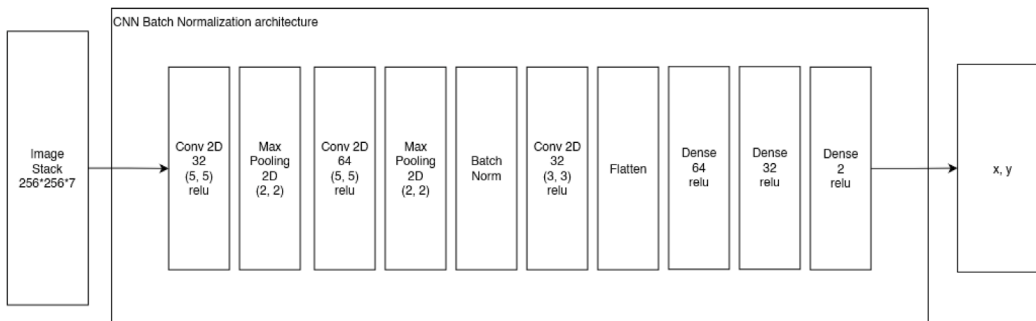 CNN Batch Normalization architecture
Image
Stack
256*256*7
Conv 2D
32
(5, 5)
relu
Max
Pooling
2D
(2, 2)
Conv 2D
64
(5, 5)
relu
Max
Pooling
2D
(2, 2)
Batch
Norm
Conv 2D
32
(3, 3)
relu
Flatten
Dense
64
relu
Dense
32
relu
Dense
2
relu
x, y